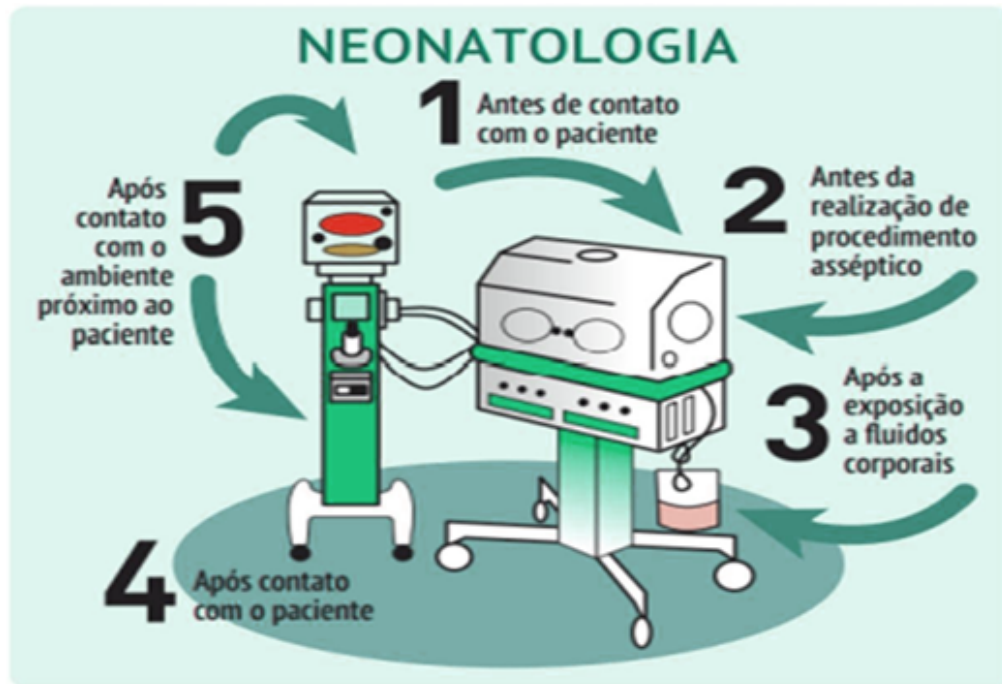 NEONATOLOGIA
1
Antes de contato
com o paciente
2
Antes da
realização de
procedimento
asséptico
3
Após a
exposição
a fluidos
corporais
4
Após contato
com o paciente
5
Após
contato
com o
ambiente
próximo ao
paciente